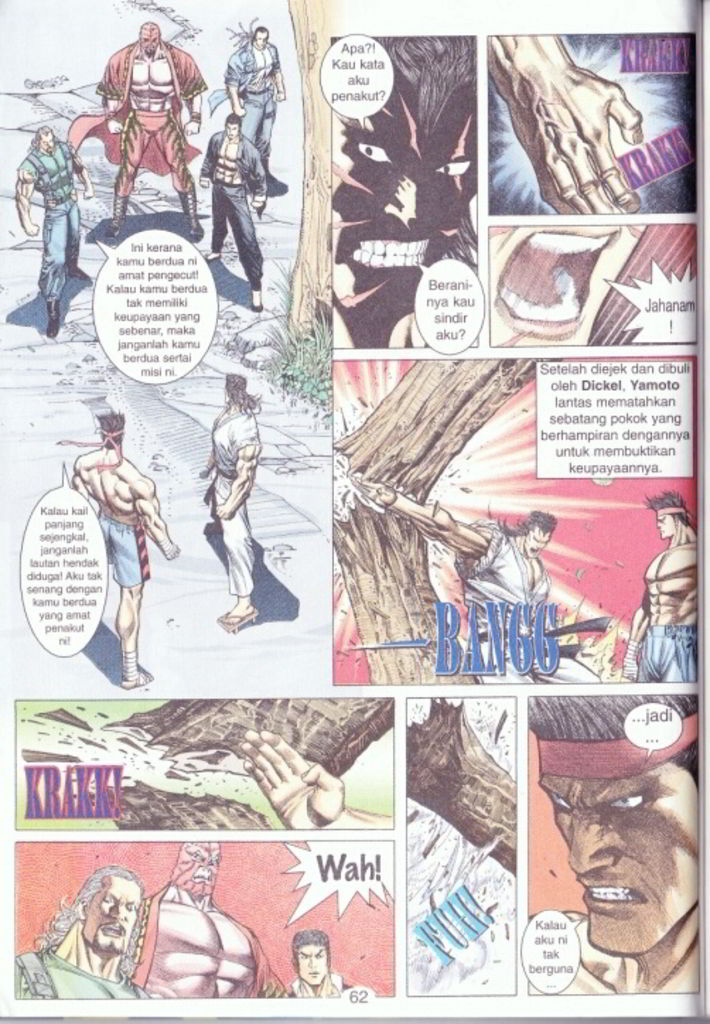 Ini kerana
kamu berdua ni
amat pengecut!
Kalau kamu berdua
tak memiliki
keupayaan yang
sebenar, maka
janganlah kamu
berdua sertai
misi ni.
Kalau kail
panjang
sejengkal,
janganlah
lautan hendak
diduga! Aku tak
senang dengan
kamu berdua
yang amat
penakut
ni!
Apa?!
Kau kata
aku
penakut?
Berani-
nya kau
sindir
aku?
KRAKK!
KRAKK!
Jahanam
!
Setelah diejek dan dibuli
oleh Dickel, Yamoto
lantas mematahkan
sebatang pokok yang
berhampiran dengannya
untuk membuktikan
keupayaannya.
BANGG
KRAKK!
Wah!
FUH!
...jadi
...
Kalau
aku ni
tak
berguna
...
62